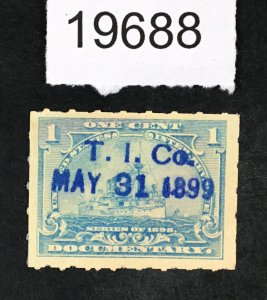 19688
1 ONE CENT 1
T. I. Co.
MAY 31 1899
SERIES OF 1898.
DOCUMENTARY.